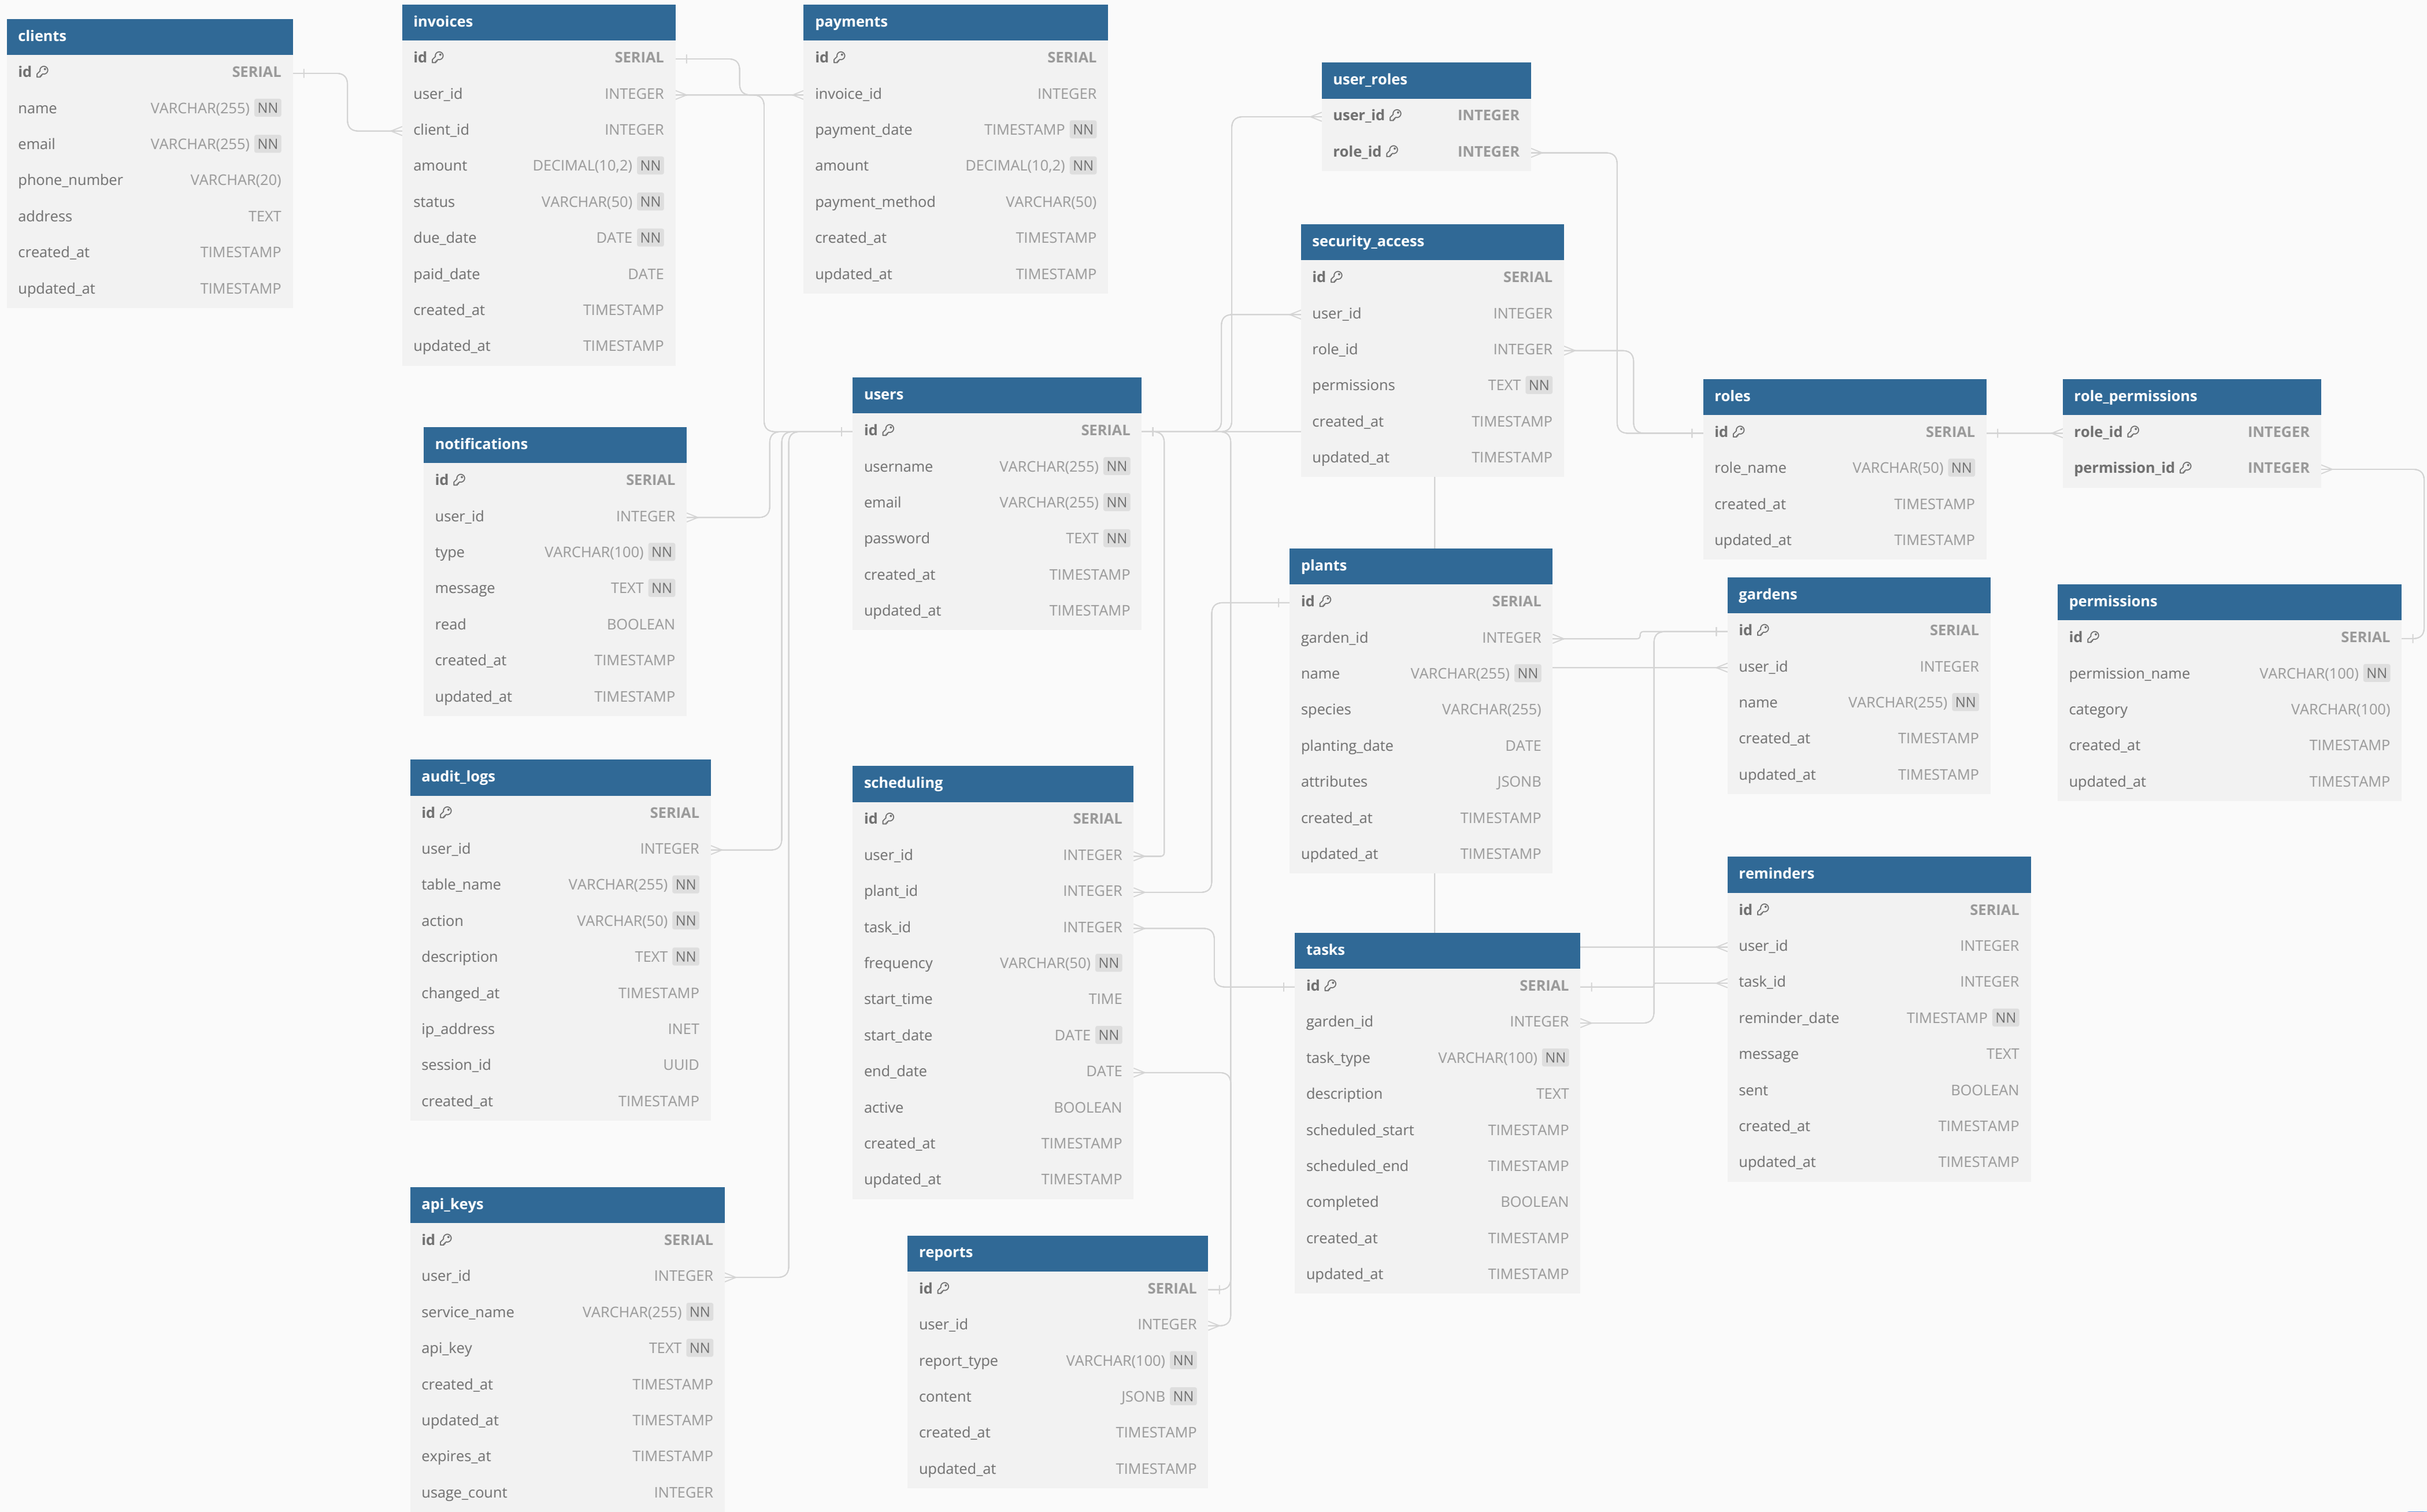 clients
id SERIAL
name VARCHAR(255) NN
email VARCHAR(255) NN
phone_number VARCHAR(20)
address TEXT
created_at TIMESTAMP
updated_at TIMESTAMP
invoices
id SERIAL
user_id INTEGER
client_id INTEGER
amount DECIMAL(10,2) NN
status VARCHAR(50) NN
due_date DATE NN
paid_date DATE
created_at TIMESTAMP
updated_at TIMESTAMP
payments
id SERIAL
invoice_id INTEGER
payment_date TIMESTAMP NN
amount DECIMAL(10,2) NN
payment_method VARCHAR(50)
created_at TIMESTAMP
updated_at TIMESTAMP
user_roles
user_id INTEGER
role_id INTEGER
security_access
id SERIAL
user_id INTEGER
role_id INTEGER
permissions TEXT NN
created_at TIMESTAMP
updated_at TIMESTAMP
users
id SERIAL
username VARCHAR(255) NN
email VARCHAR(255) NN
password TEXT NN
created_at TIMESTAMP
updated_at TIMESTAMP
roles
id SERIAL
role_name VARCHAR(50) NN
created_at TIMESTAMP
updated_at TIMESTAMP
role_permissions
role_id INTEGER
permission_id INTEGER
notifications
id SERIAL
user_id INTEGER
type VARCHAR(100) NN
message TEXT NN
read BOOLEAN
created_at TIMESTAMP
updated_at TIMESTAMP
plants
id SERIAL
garden_id INTEGER
name VARCHAR(255) NN
species VARCHAR(255)
planting_date DATE
attributes JSONB
created_at TIMESTAMP
updated_at TIMESTAMP
gardens
id SERIAL
user_id INTEGER
name VARCHAR(255) NN
created_at TIMESTAMP
updated_at TIMESTAMP
permissions
id SERIAL
permission_name VARCHAR(100) NN
category VARCHAR(100)
created_at TIMESTAMP
updated_at TIMESTAMP
audit_logs
id SERIAL
user_id INTEGER
table_name VARCHAR(255) NN
action VARCHAR(50) NN
description TEXT NN
changed_at TIMESTAMP
ip_address INET
session_id UUID
created_at TIMESTAMP
scheduling
id SERIAL
user_id INTEGER
plant_id INTEGER
task_id INTEGER
frequency VARCHAR(50) NN
start_time TIME
start_date DATE NN
end_date DATE
active BOOLEAN
created_at TIMESTAMP
updated_at TIMESTAMP
tasks
id SERIAL
garden_id INTEGER
task_type VARCHAR(100) NN
description TEXT
scheduled_start TIMESTAMP
scheduled_end TIMESTAMP
completed BOOLEAN
created_at TIMESTAMP
updated_at TIMESTAMP
reminders
id SERIAL
user_id INTEGER
task_id INTEGER
reminder_date TIMESTAMP NN
message TEXT
sent BOOLEAN
created_at TIMESTAMP
updated_at TIMESTAMP
api_keys
id SERIAL
user_id INTEGER
service_name VARCHAR(255) NN
api_key TEXT NN
created_at TIMESTAMP
updated_at TIMESTAMP
expires_at TIMESTAMP
usage_count INTEGER
reports
id SERIAL
user_id INTEGER
report_type VARCHAR(100) NN
content JSONB NN
created_at TIMESTAMP
updated_at TIMESTAMP